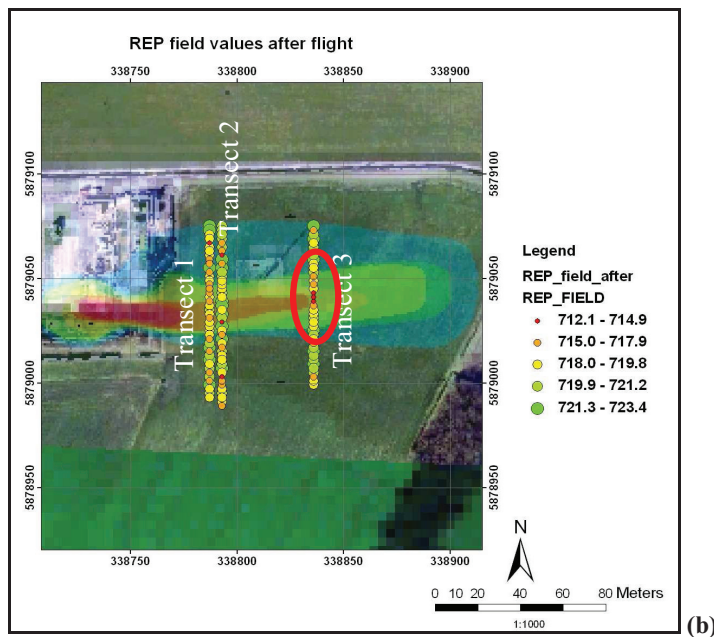 REP field values after flight
338750 338800 338850 338900
5879100 5879100
5879050 5879050
5879000 5879000
5878950 5878950
Transect 1
Transect 2
Transect 3
338750 338800 338850 338900
Legend
REP_field_after
REP_FIELD
712.1 - 714.9
715.0 - 717.9
718.0 - 719.8
719.9 - 721.2
721.3 - 723.4
N
0 10 20 40 60 80 Meters
1:1000
(b)